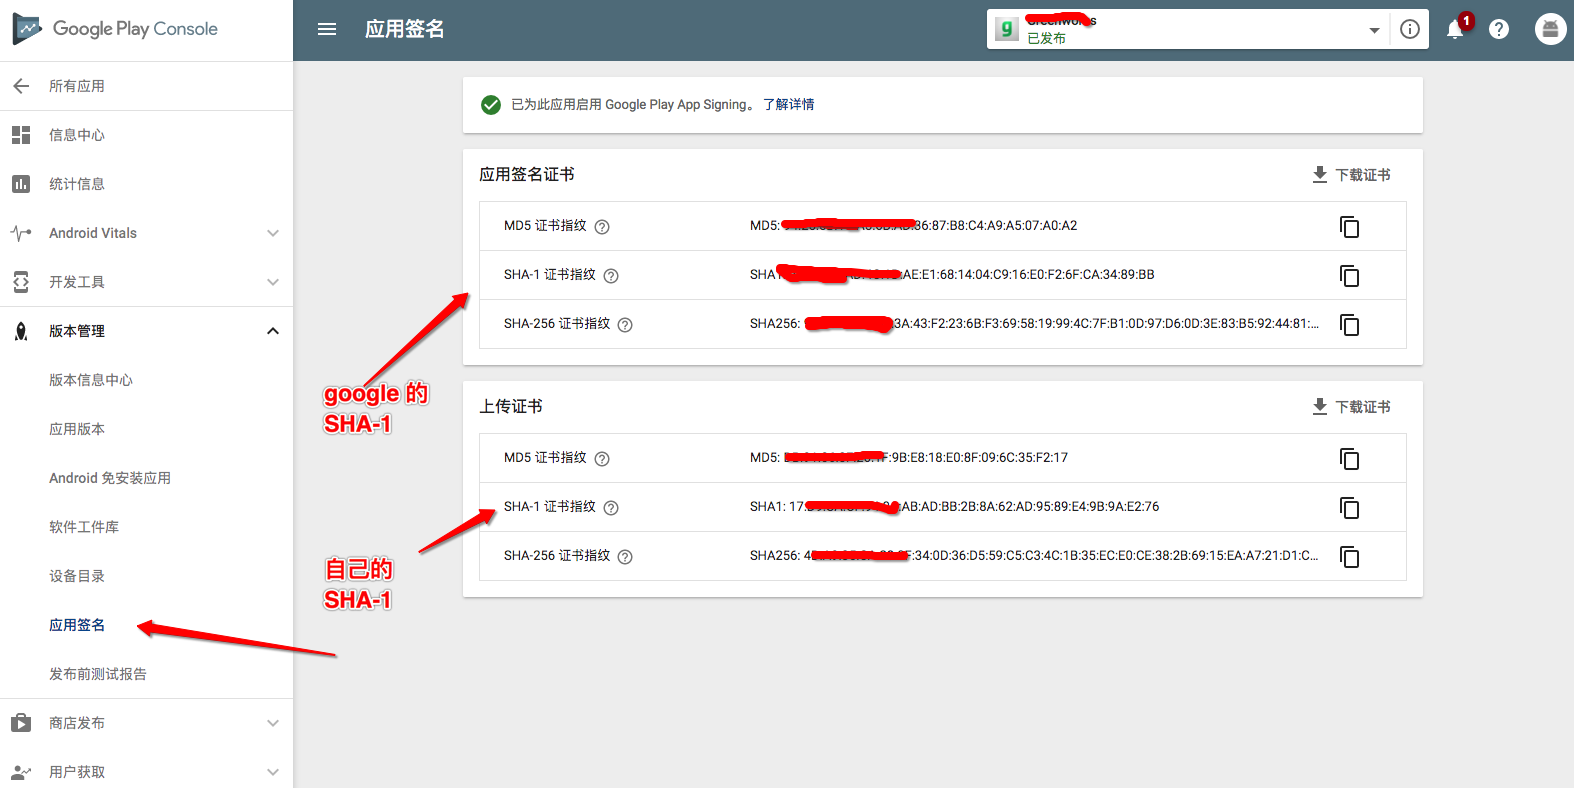 Google Play Console
应用签名
已发布
1
所有应用
信息中心
统计信息
Android Vitals
开发工具
版本管理
版本信息中心
应用版本
Android 免安装应用
软件工件库
设备目录
应用签名
发布前测试报告
商店发布
用户获取
已为此应用启用 Google Play App Signing。 了解详情
应用签名证书
下载证书
MD5 证书指纹
MD5: 36:87:B8:C4:A9:A5:07:A0:A2
SHA-1 证书指纹
SHA1 AE:E1:68:14:04:C9:16:E0:F2:6F:CA:34:89:BB
SHA-256 证书指纹
SHA256: 3A:43:F2:23:6B:F3:69:58:19:99:4C:7F:B1:0D:97:D6:0D:3E:83:B5:92:44:81:...
google 的
SHA-1
上传证书
下载证书
MD5 证书指纹
MD5: 1F:9B:E8:18:E0:8F:09:6C:35:F2:17
SHA-1 证书指纹
SHA1: 17: AB:AD:BB:2B:8A:62:AD:95:89:E4:9B:9A:E2:76
SHA-256 证书指纹
SHA256: 4 F:34:0D:36:D5:59:C5:C3:4C:1B:35:EC:E0:CE:38:2B:69:15:EA:A7:21:D1:C...
自己的
SHA-1